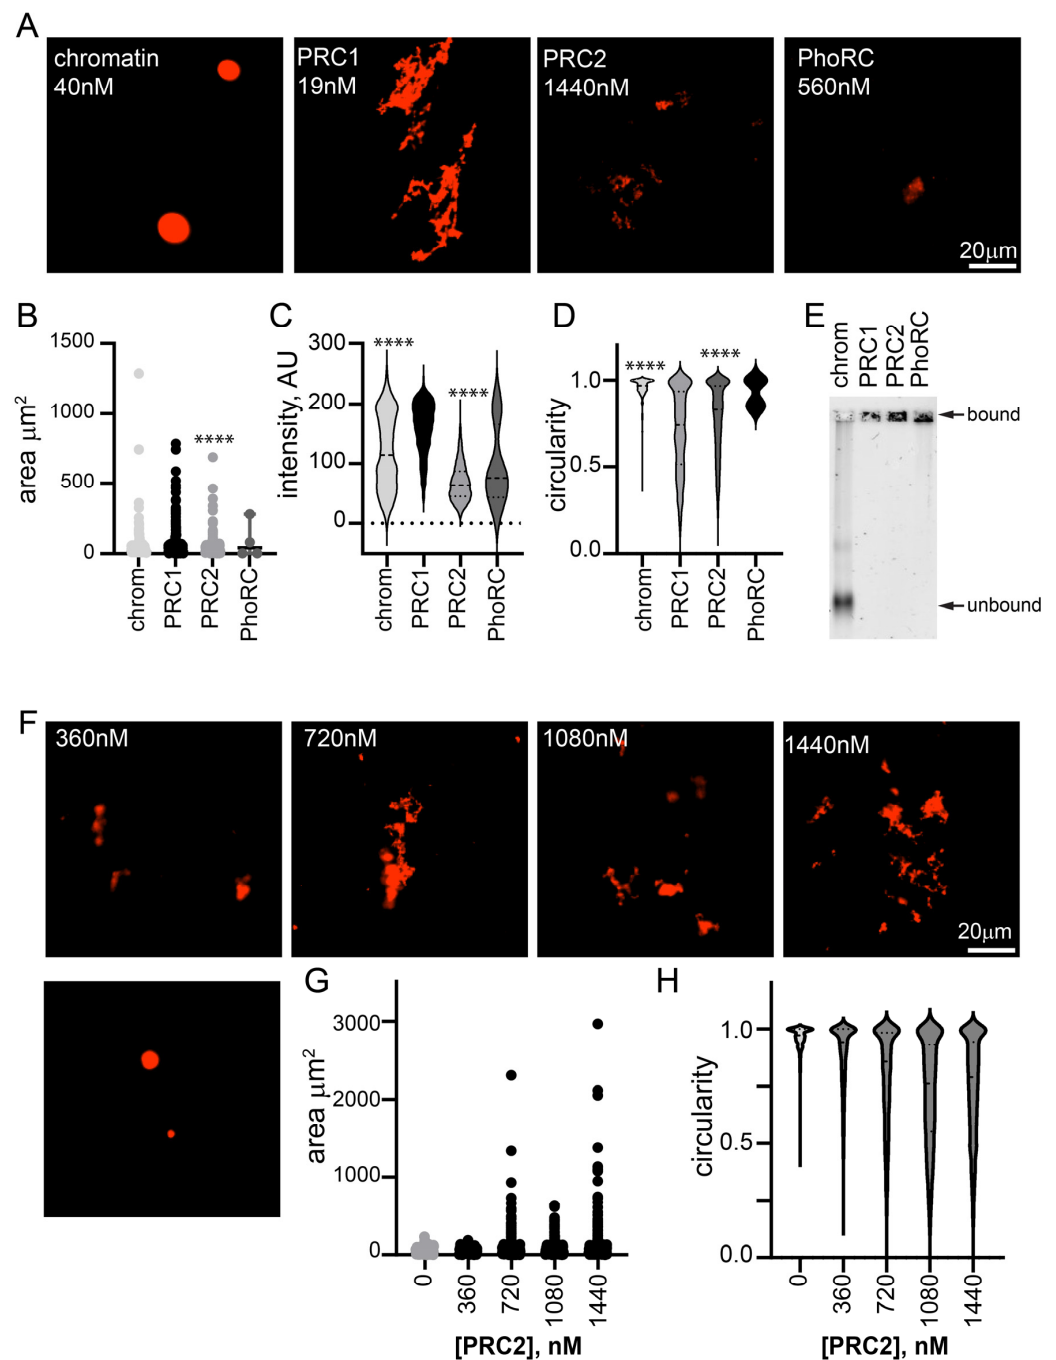 A
chromatin
40nM
PRC1
19nM
PRC2
1440nM
PhoRC
560nM
20μm
B
area μm2
1500
1000
500
0
****
chrom
PRC1
PRC2
PhoRC
C
intensity, AU
300
200
100
0
****
****
chrom
PRC1
PRC2
PhoRC
D
circularity
1.0
0.5
0.0
****
****
chrom
PRC1
PRC2
PhoRC
E
chrom
PRC1
PRC2
PhoRC
bound
unbound
F
360nM
720nM
1080nM
1440nM
20μm
G
area μm2
3000
2000
1000
0
0
360
720
1080
1440
[PRC2], nM
H
circularity
1.0
0.5
0.0
0
360
720
1080
1440
[PRC2], nM